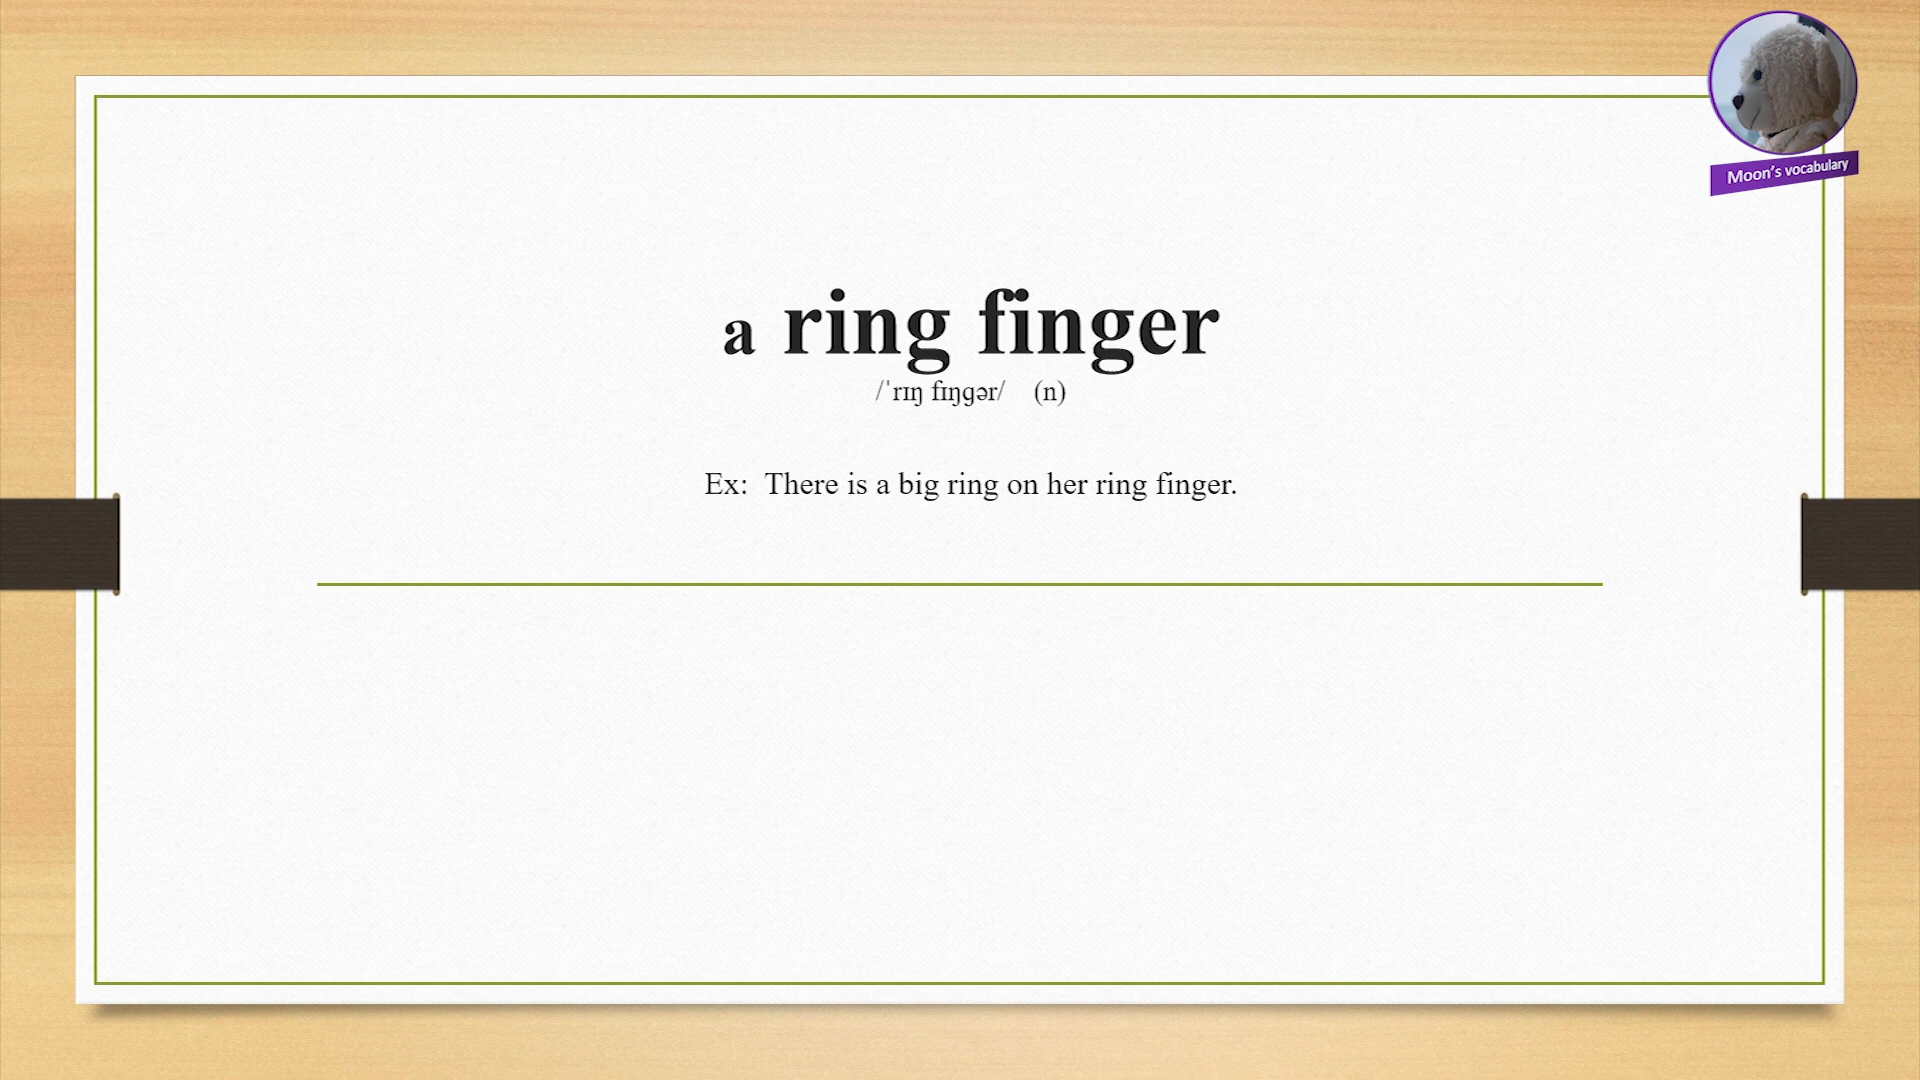 Moon's vocabulary
a ring finger
/ˈrɪŋ fɪŋɡər/ (n)
Ex: There is a big ring on her ring finger.